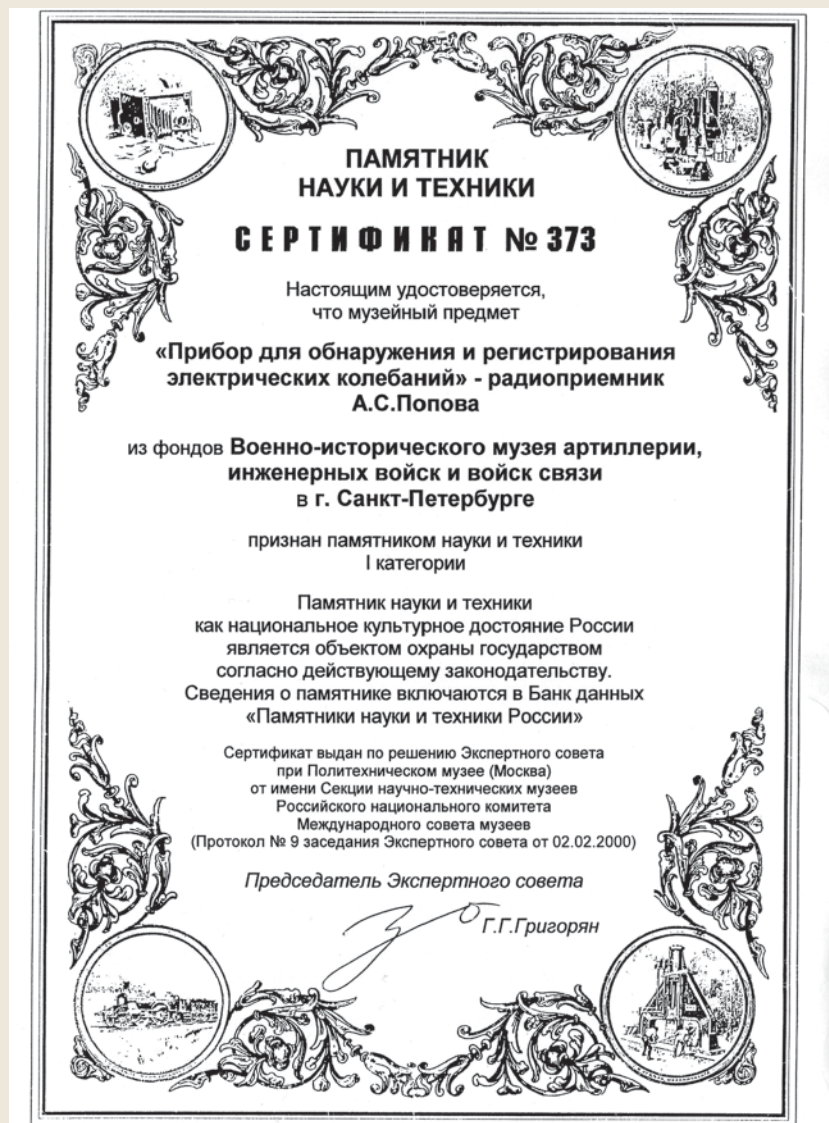 ПАМЯТНИК
НАУКИ И ТЕХНИКИ
СЕРТИФИКАТ № 373
Настоящим удостоверяется,
что музейный предмет
«Прибор для обнаружения и регистрирования
электрических колебаний» - радиоприемник
А.С.Попова
из фондов Военно-исторического музея артиллерии,
инженерных войск и войск связи
в г. Санкт-Петербурге
признан памятником науки и техники
I категории
Памятник науки и техники
как национальное культурное достояние России
является объектом охраны государством
согласно действующему законодательству.
Сведения о памятнике включаются в Банк данных
«Памятники науки и техники России»
Сертификат выдан по решению Экспертного совета
при Политехническом музее (Москва)
от имени Секции научно-технических музеев
Российского национального комитета
Международного совета музеев
(Протокол № 9 заседания Экспертного совета от 02.02.2000)
Председатель Экспертного совета
Г.Г.Григорян